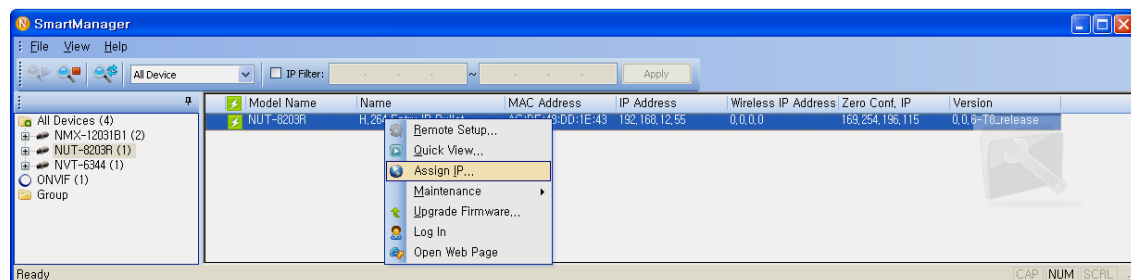 SmartManager
File View Help
All Device IP Filter: . . . ~ . . . Apply
Model Name Name MAC Address IP Address Wireless IP Address Zero Conf, IP Version
NUT-8203R 192,168,12,55 0,0,0,0 169,254,196,115 0,0,6-T8_release
All Devices (4)
NMX-12031B1 (2)
NUT-8203R (1)
NVT-6344 (1)
ONVIF (1)
Group
Remote Setup...
Quick View...
Assign IP...
Maintenance
Upgrade Firmware...
Log In
Open Web Page
Ready CAP NUM SCRL